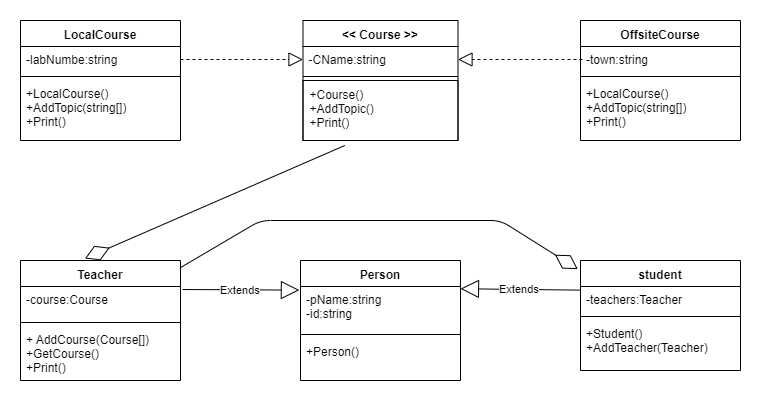 LocalCourse
-labNumbe:string
+LocalCourse()
+AddTopic(string[])
+Print()
<< Course >>
-CName:string
+Course()
+AddTopic()
+Print()
OffsiteCourse
-town:string
+LocalCourse()
+AddTopic(string[])
+Print()
Teacher
-course:Course
+ AddCourse(Course[])
+GetCourse()
+Print()
Extends
Person
-pName:string
-id:string
+Person()
Extends
student
-teachers:Teacher
+Student()
+AddTeacher(Teacher)